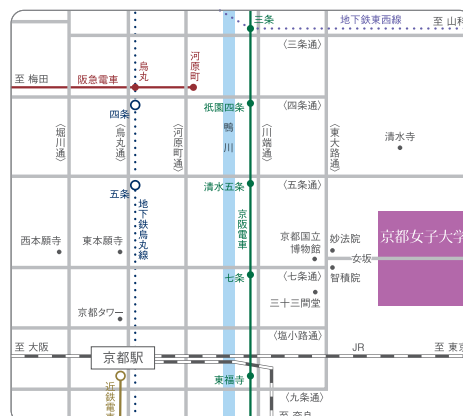 三条
地下鉄東西線
至 山科
〈三条通〉
烏丸
河原町
至 梅田
阪急電車
四条
祇園四条
〈四条通〉
〈堀川通〉
〈烏丸通〉
〈河原町通〉
鴨川
〈川端通〉
〈東大路通〉
清水寺
五条
清水五条
〈五条通〉
地下鉄烏丸線
京阪電車
西本願寺
東本願寺
京都国立
博物館
妙法院
京都女子大学
女坂
七条
〈七条通〉
智積院
三十三間堂
京都タワー
〈塩小路通〉
至 大阪
京都駅
JR
至 東京
東福寺
近鉄電車
〈九条通〉
至 奈良